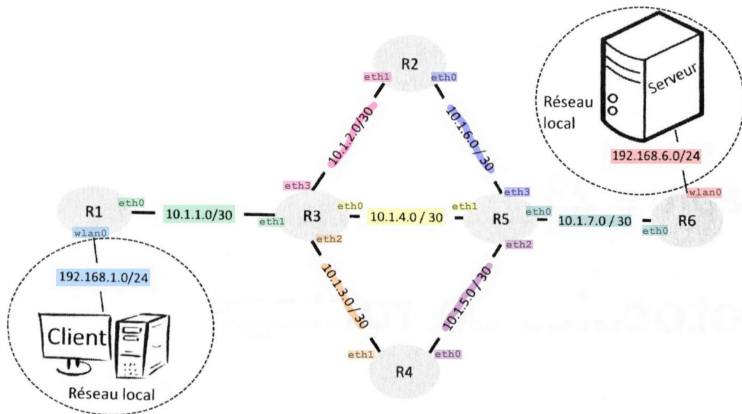 R2
eth1
eth0
10.1.2.0/30
10.1.6.0 / 30
Serveur
Réseau
local
192.168.6.0/24
wlan0
R1
eth0
wlan0
10.1.1.0/30
eth3
eth1
R3
eth0
eth2
10.1.4.0 / 30
eth3
eth1
R5
eth0
eth2
10.1.7.0 / 30
eth0
R6
192.168.1.0/24
Client
Réseau local
10.1.3.0 / 30
10.1.5.0 / 30
eth1
eth0
R4